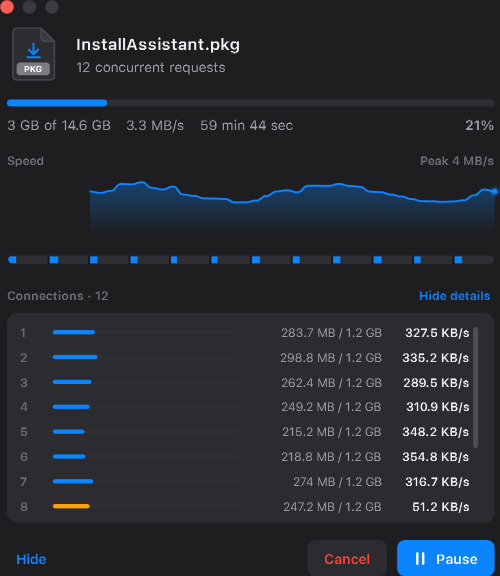 InstallAssistant.pkg
PKG
12 concurrent requests
3 GB of 14.6 GB 3.3 MB/s 59 min 44 sec 21%
Speed Peak 4 MB/s
Connections · 12 Hide details
1 283.7 MB / 1.2 GB 327.5 KB/s
2 298.8 MB / 1.2 GB 335.2 KB/s
3 262.4 MB / 1.2 GB 289.5 KB/s
4 249.2 MB / 1.2 GB 310.9 KB/s
5 215.2 MB / 1.2 GB 348.2 KB/s
6 218.8 MB / 1.2 GB 354.8 KB/s
7 274 MB / 1.2 GB 316.7 KB/s
8 247.2 MB / 1.2 GB 51.2 KB/s
Hide Cancel Pause